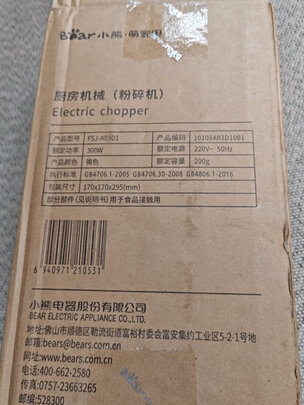 Bear小熊·萌家电
厨房机械（粉碎机）
Electric chopper
产品型号 FSJ-A03D1 产品编码 10108A03D1001
额定功率 300W 额定电压 220V~ 50Hz
产品颜色 褐色 额定容量 200g
执行标准 GB4706.1-2005 GB4706.30-2008 GB4806.1-2016
包装尺寸 170x170x295(mm)
部分部件(见说明书)用于食品接触用
6 940971 210531
小熊电器股份有限公司
BEAR ELECTRIC APPLIANCE CO.,LTD.
地址:佛山市顺德区勒流街道富裕村委会富安集约工业区5-2-1号
邮箱:bears@bears.com.cn
网址:www.bears.com.cn
电话:400-662-2580
传真:0757-23663265
邮编:528300